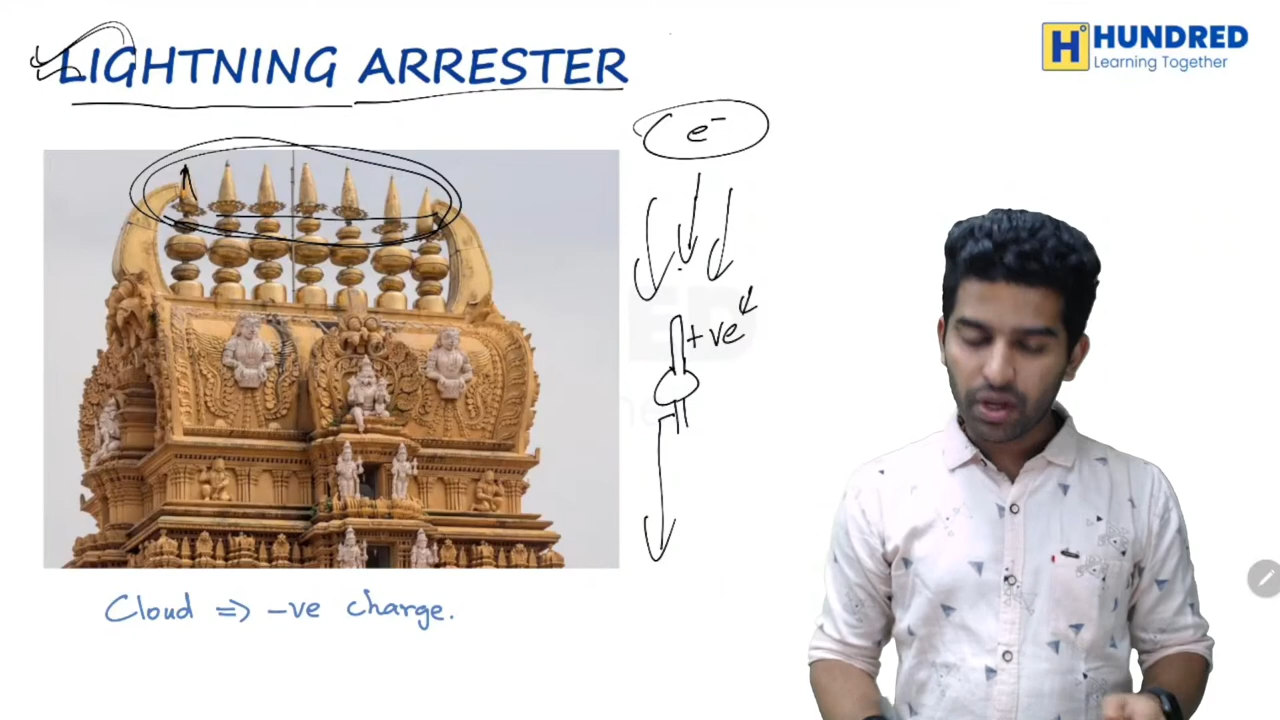 LIGHTNING ARRESTER
HUNDRED
Learning Together
e⁻
+ve
Cloud => -ve charge.